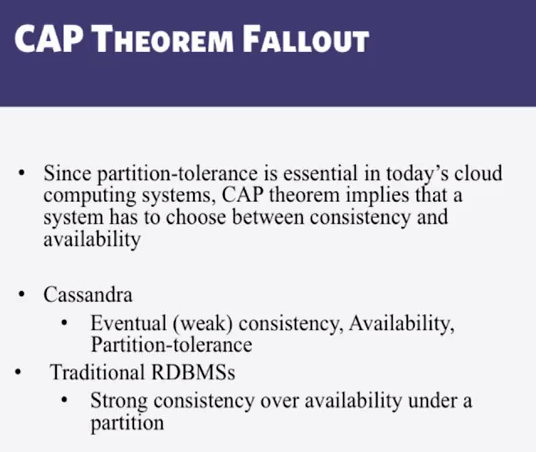 CAP THEOREM FALLOUT
• Since partition-tolerance is essential in today's cloud
computing systems, CAP theorem implies that a
system has to choose between consistency and
availability
• Cassandra
• Eventual (weak) consistency, Availability,
Partition-tolerance
• Traditional RDBMSs
• Strong consistency over availability under a
partition